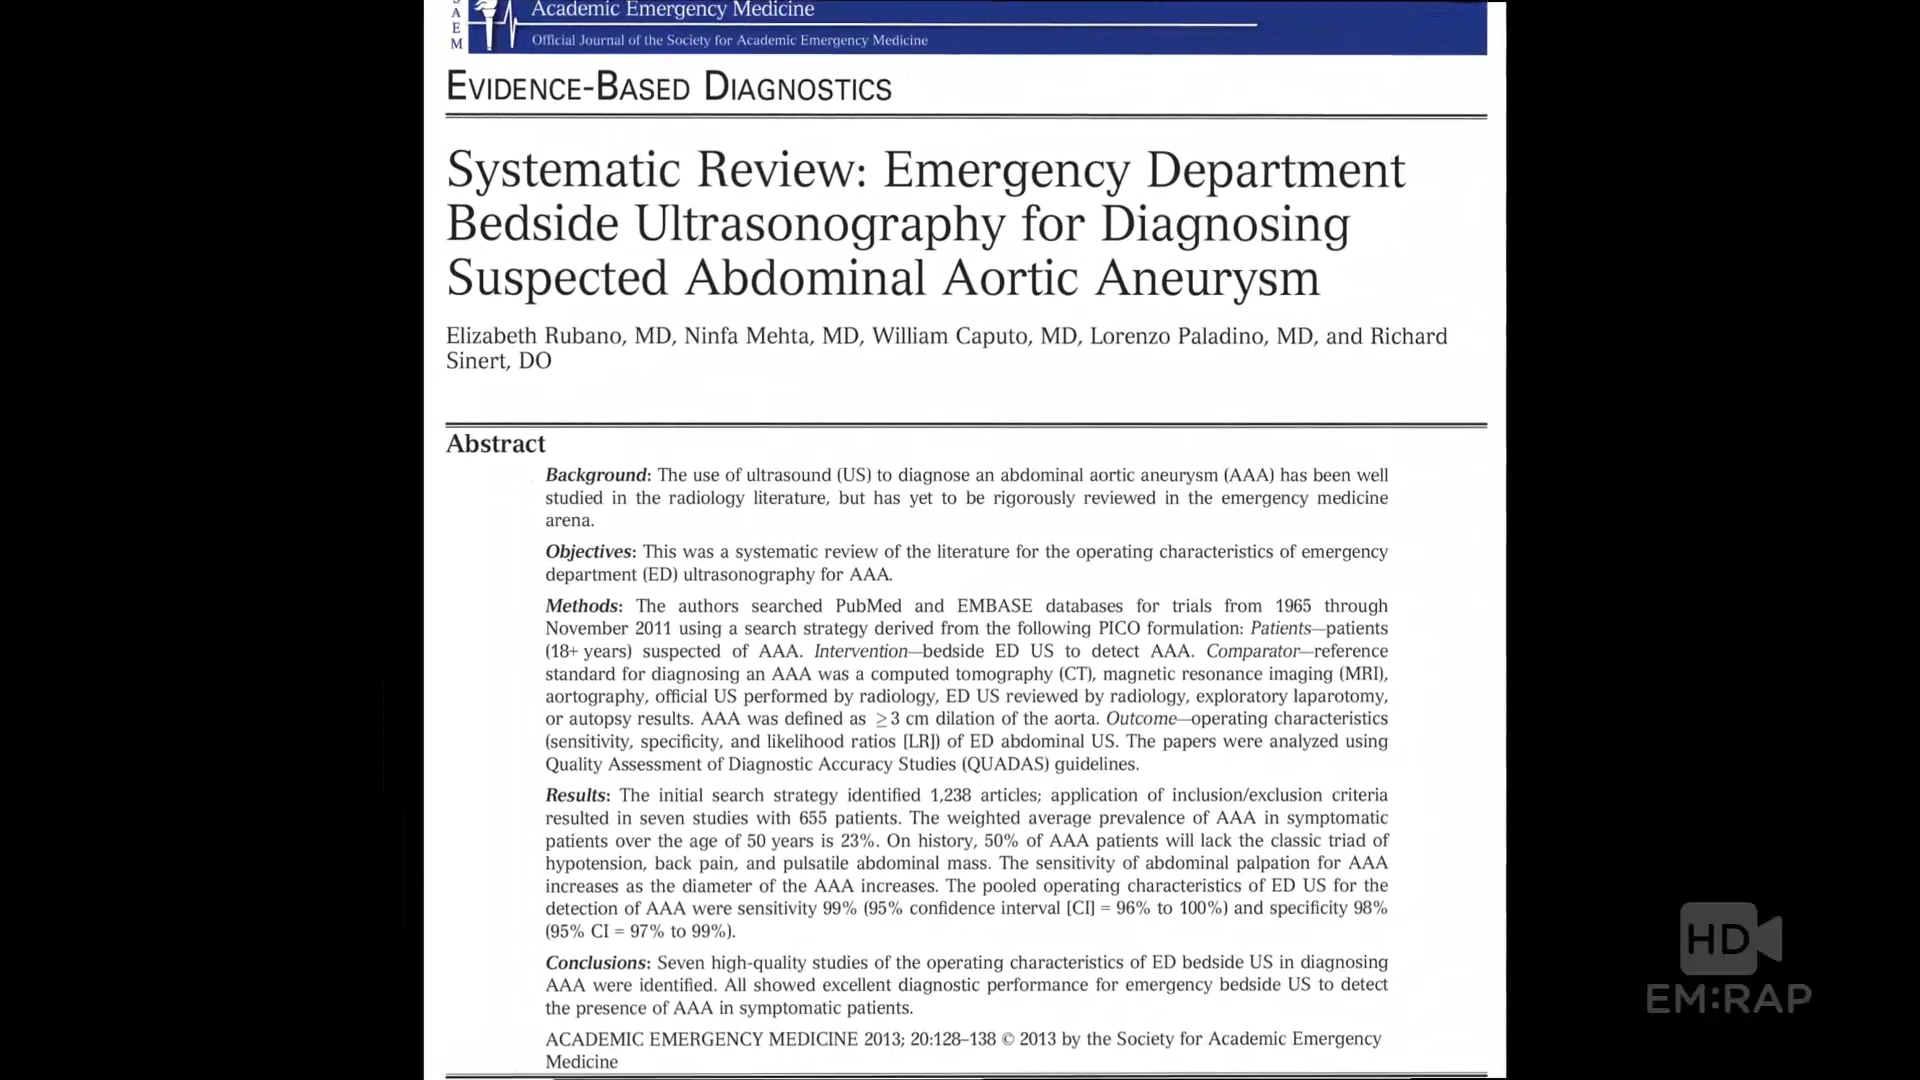 SAEM
Academic Emergency Medicine
Official Journal of the Society for Academic Emergency Medicine
EVIDENCE-BASED DIAGNOSTICS
Systematic Review: Emergency Department
Bedside Ultrasonography for Diagnosing
Suspected Abdominal Aortic Aneurysm
Elizabeth Rubano, MD, Ninfa Mehta, MD, William Caputo, MD, Lorenzo Paladino, MD, and Richard
Sinert, DO
Abstract
Background: The use of ultrasound (US) to diagnose an abdominal aortic aneurysm (AAA) has been well
studied in the radiology literature, but has yet to be rigorously reviewed in the emergency medicine
arena.
Objectives: This was a systematic review of the literature for the operating characteristics of emergency
department (ED) ultrasonography for AAA.
Methods: The authors searched PubMed and EMBASE databases for trials from 1965 through
November 2011 using a search strategy derived from the following PICO formulation: Patients—patients
(18+ years) suspected of AAA. Intervention—bedside ED US to detect AAA. Comparator—reference
standard for diagnosing an AAA was a computed tomography (CT), magnetic resonance imaging (MRI),
aortography, official US performed by radiology, ED US reviewed by radiology, exploratory laparotomy,
or autopsy results. AAA was defined as ≥3 cm dilation of the aorta. Outcome—operating characteristics
(sensitivity, specificity, and likelihood ratios [LR]) of ED abdominal US. The papers were analyzed using
Quality Assessment of Diagnostic Accuracy Studies (QUADAS) guidelines.
Results: The initial search strategy identified 1,238 articles; application of inclusion/exclusion criteria
resulted in seven studies with 655 patients. The weighted average prevalence of AAA in symptomatic
patients over the age of 50 years is 23%. On history, 50% of AAA patients will lack the classic triad of
hypotension, back pain, and pulsatile abdominal mass. The sensitivity of abdominal palpation for AAA
increases as the diameter of the AAA increases. The pooled operating characteristics of ED US for the
detection of AAA were sensitivity 99% (95% confidence interval [CI] = 96% to 100%) and specificity 98%
(95% CI = 97% to 99%).
Conclusions: Seven high-quality studies of the operating characteristics of ED bedside US in diagnosing
AAA were identified. All showed excellent diagnostic performance for emergency bedside US to detect
the presence of AAA in symptomatic patients.
ACADEMIC EMERGENCY MEDICINE 2013; 20:128–138 © 2013 by the Society for Academic Emergency
Medicine
HD
EM:RAP